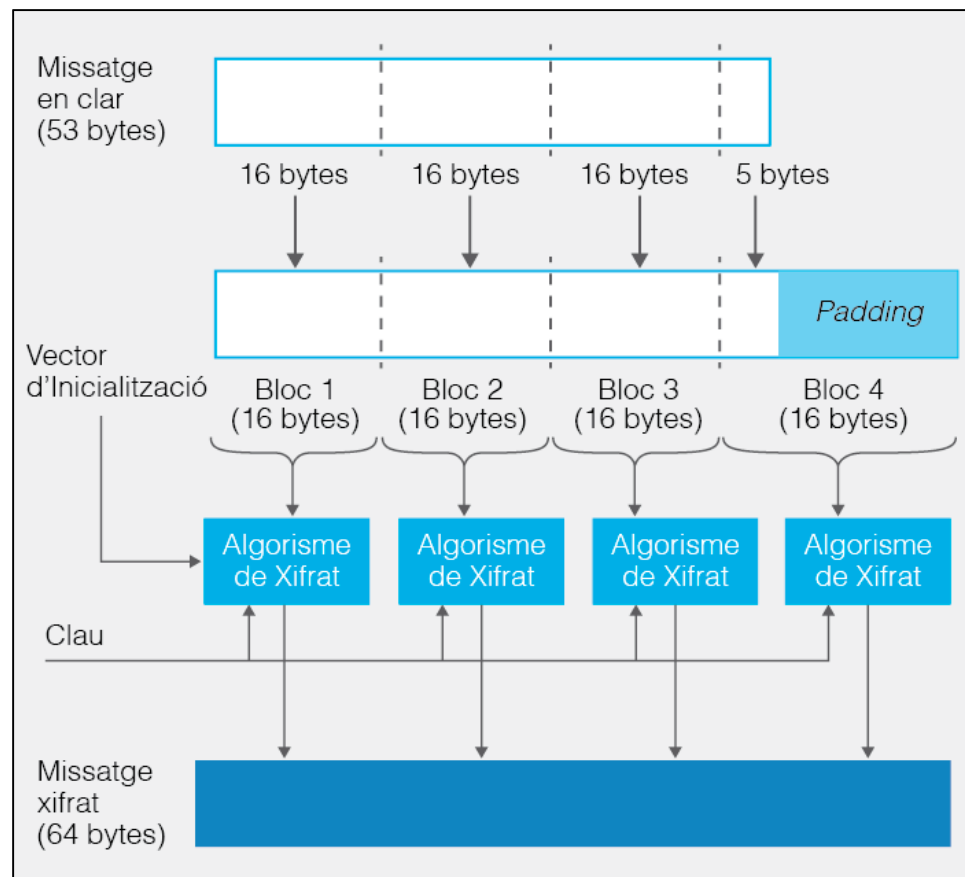 Missatge
en clar
(53 bytes)
16 bytes
16 bytes
16 bytes
5 bytes
Padding
Vector
d'Inicialització
Bloc 1
(16 bytes)
Bloc 2
(16 bytes)
Bloc 3
(16 bytes)
Bloc 4
(16 bytes)
Algorisme
de Xifrat
Algorisme
de Xifrat
Algorisme
de Xifrat
Algorisme
de Xifrat
Clau
Missatge
xifrat
(64 bytes)